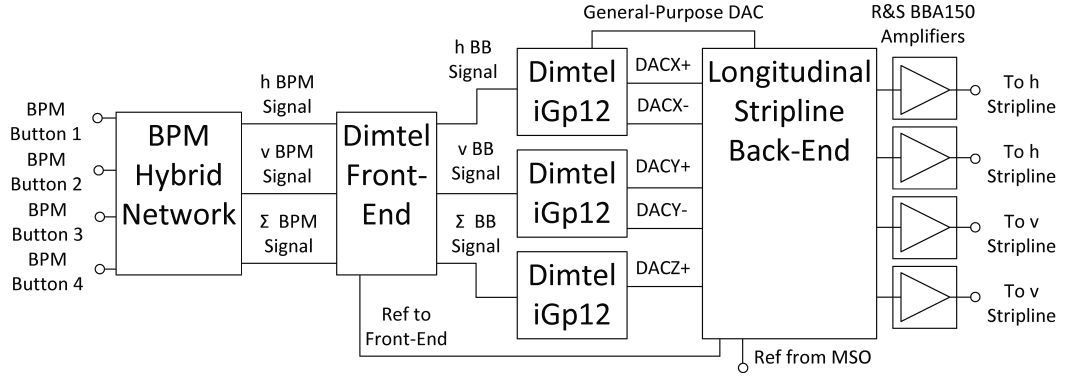 General-Purpose DAC
R&S BBA150
Amplifiers
h BB
Signal
Dimtel
iGp12
DACX+
DACX-
Longitudinal
Stripline
Back-End
To h
Stripline
h BPM
Signal
BPM
Button 1
BPM
Hybrid
Network
Dimtel
Front-
End
v BPM
Signal
v BB
Signal
Dimtel
iGp12
DACY+
DACY-
To h
Stripline
BPM
Button 2
BPM
Button 3
Σ BPM
Signal
Σ BB
Signal
To v
Stripline
BPM
Button 4
Dimtel
iGp12
DACZ+
To v
Stripline
Ref to
Front-End
Ref from MSO